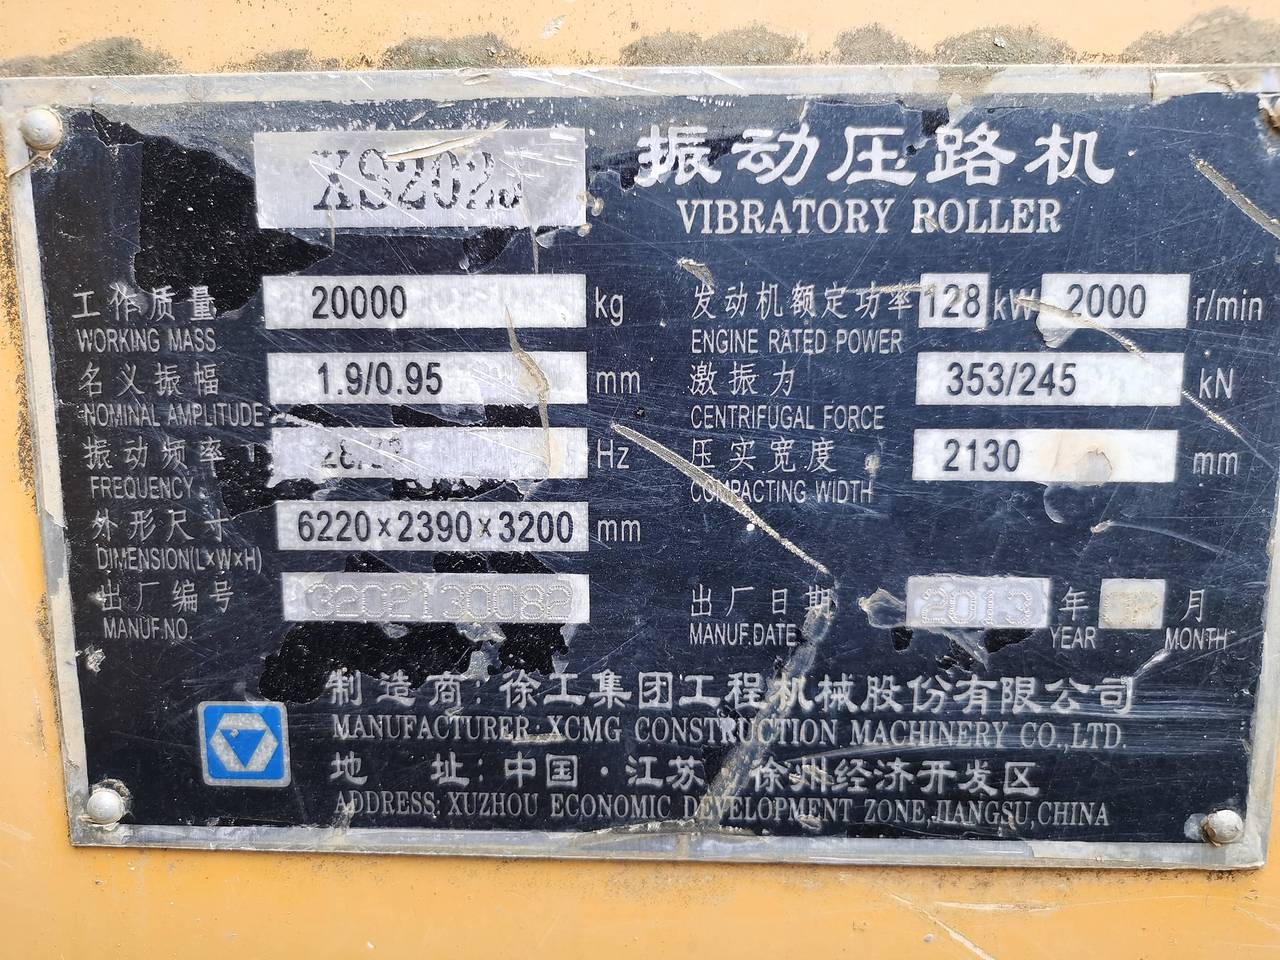 XS202J
振动压路机
VIBRATORY ROLLER
工作质量 20000 kg
WORKING MASS
名义振幅 1.9/0.95 mm
NOMINAL AMPLITUDE
振动频率 Hz
FREQUENCY
外形尺寸 6220×2390×3200 mm
DIMENSION(L×W×H)
出厂编号 3202130082
MANUF.NO.
发动机额定功率 128 kW 2000 r/min
ENGINE RATED POWER
激振力 353/245 kN
CENTRIFUGAL FORCE
压实宽度 2130 mm
COMPACTING WIDTH
出厂日期 2013 年 月
MANUF.DATE YEAR MONTH
制造商:徐工集团工程机械股份有限公司
MANUFACTURER:XCMG CONSTRUCTION MACHINERY CO.,LTD.
地 址:中国·江苏 徐州经济开发区
ADDRESS: XUZHOU ECONOMIC DEVELOPMENT ZONE,JIANGSU,CHINA